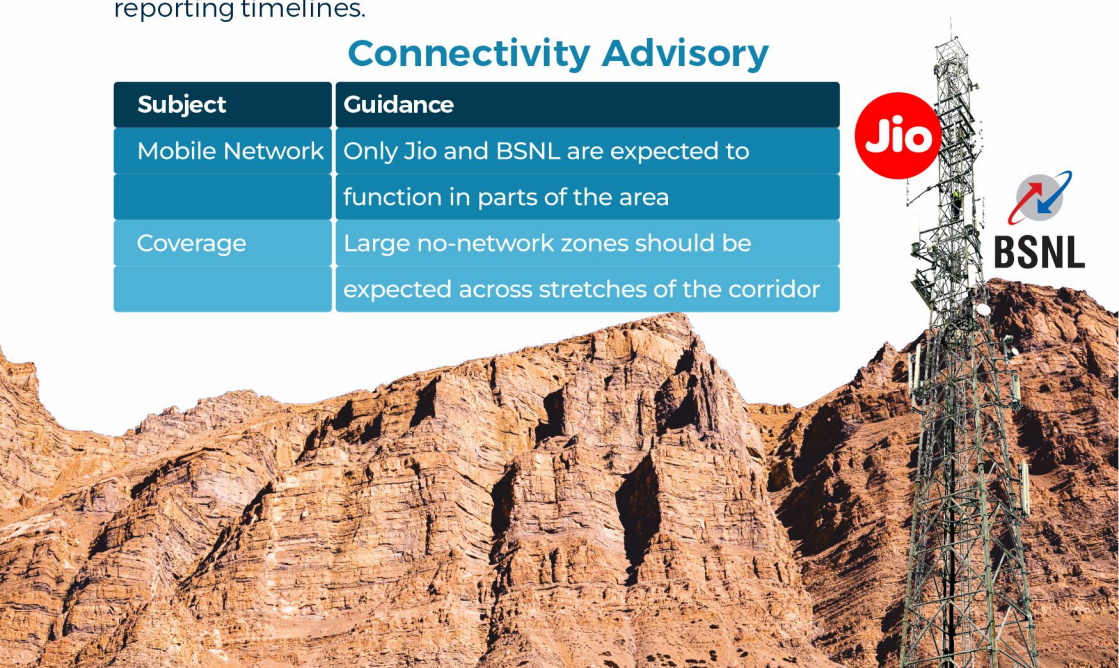 reporting timelines.
Connectivity Advisory
Subject Guidance
Mobile Network Only Jio and BSNL are expected to
function in parts of the area
Coverage Large no-network zones should be
expected across stretches of the corridor
Jio
BSNL